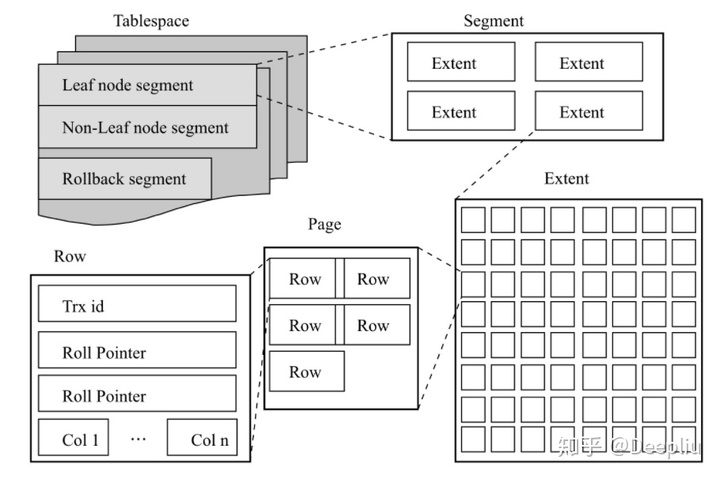 Tablespace
Leaf node segment
Non-Leaf node segment
Rollback segment
Segment
Extent
Extent
Extent
Extent
Extent
Page
Row
Row
Row
Row
Row
Row
Trx id
Roll Pointer
Roll Pointer
Col 1 ... Col n
知乎 @Deepliu